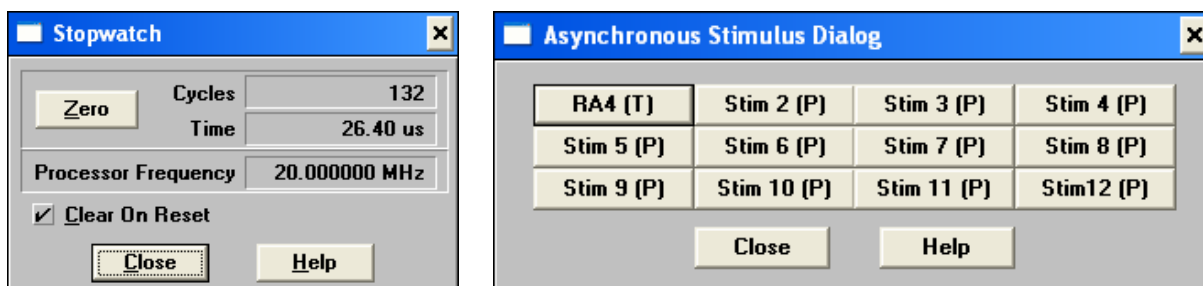 Stopwatch
Zero
Cycles 132
Time 26.40 us
Processor Frequency 20.000000 MHz
Clear On Reset
Close Help
Asynchronous Stimulus Dialog
RA4 (T) Stim 2 (P) Stim 3 (P) Stim 4 (P)
Stim 5 (P) Stim 6 (P) Stim 7 (P) Stim 8 (P)
Stim 9 (P) Stim 10 (P) Stim 11 (P) Stim12 (P)
Close Help